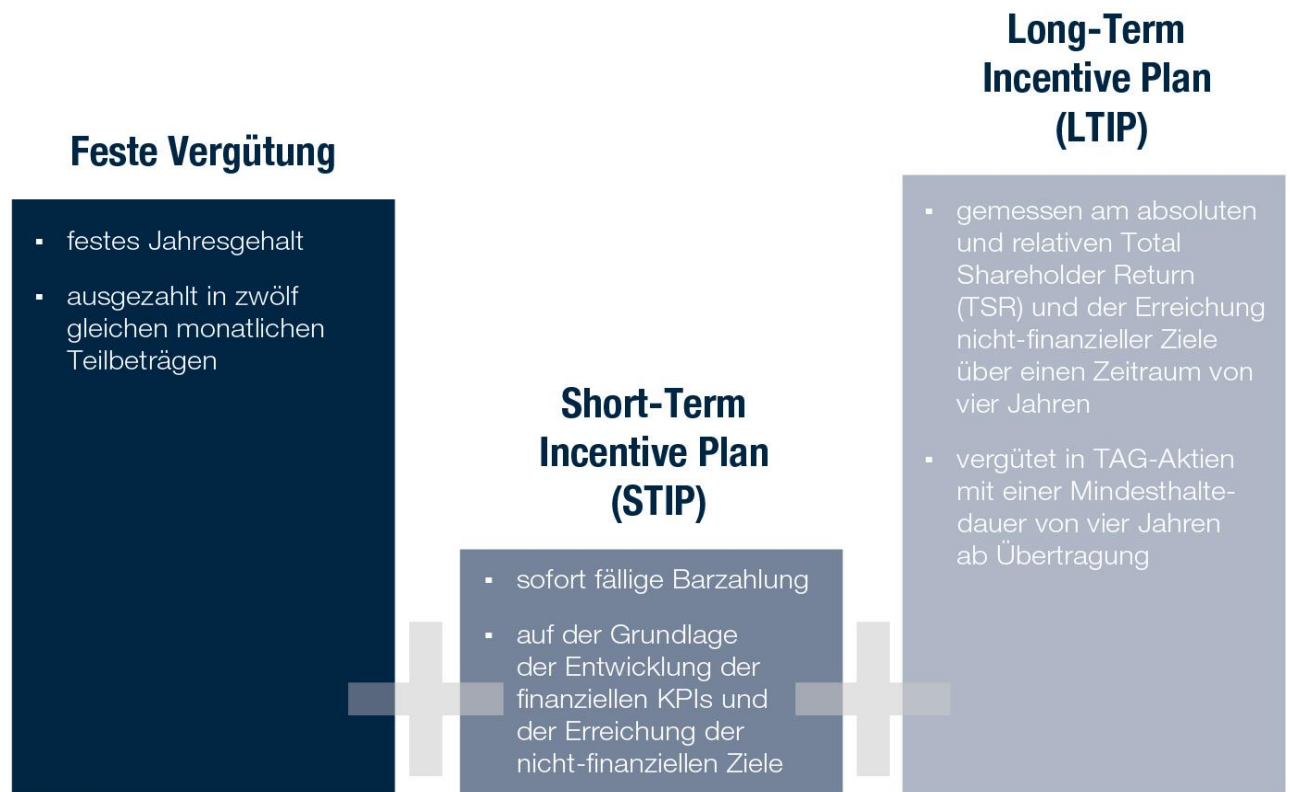 Feste Vergütung
▪ festes Jahresgehalt
▪ ausgezahlt in zwölf
gleichen monatlichen
Teilbeträgen
Short-Term
Incentive Plan
(STIP)
▪ sofort fällige Barzahlung
▪ auf der Grundlage
der Entwicklung der
finanziellen KPIs und
der Erreichung der
nicht-finanziellen Ziele
Long-Term
Incentive Plan
(LTIP)
▪ gemessen am absoluten
und relativen Total
Shareholder Return
(TSR) und der Erreichung
nicht-finanzieller Ziele
über einen Zeitraum von
vier Jahren
▪ vergütet in TAG-Aktien
mit einer Mindesthalte-
dauer von vier Jahren
ab Übertragung